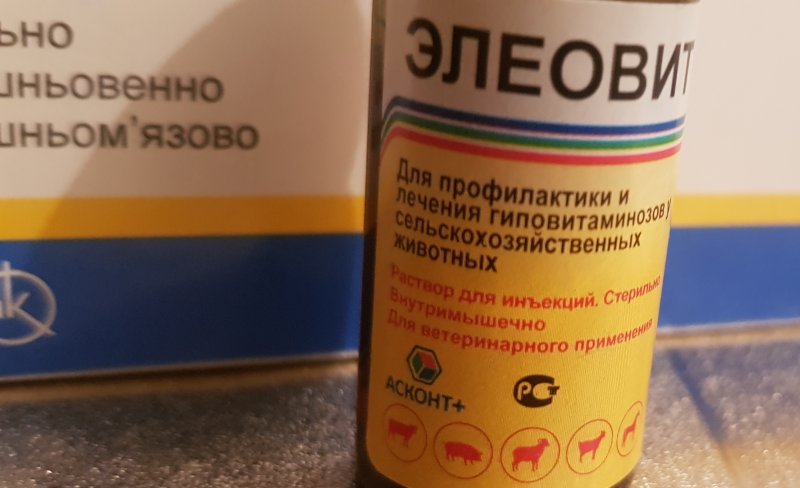 ьно
шньовенно
шньом'язово
ЭЛЕОВИТ
Для профилактики и
лечения гиповитаминозов у
сельскохозяйственных
животных
Раствор для инъекций. Стерильно
Внутримышечно
Для ветеринарного применения
АСКОНТ+
РСТ